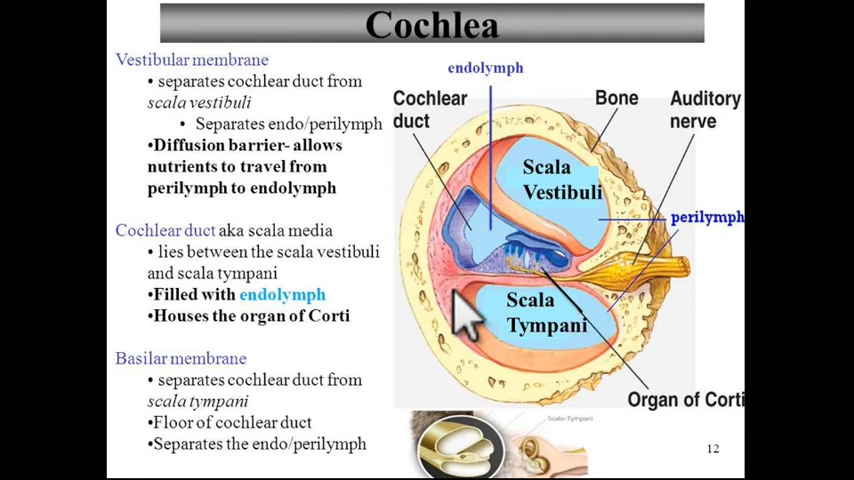 Cochlea
Vestibular membrane
• separates cochlear duct from
scala vestibuli
• Separates endo/perilymph
•Diffusion barrier- allows
nutrients to travel from
perilymph to endolymph
Cochlear duct aka scala media
• lies between the scala vestibuli
and scala tympani
•Filled with endolymph
•Houses the organ of Corti
Basilar membrane
• separates cochlear duct from
scala tympani
•Floor of cochlear duct
•Separates the endo/perilymph
endolymph
Cochlear
duct
Bone
Auditory
nerve
Scala
Vestibuli
perilymph
Scala
Tympani
Organ of Corti
Scala-Tympani
12